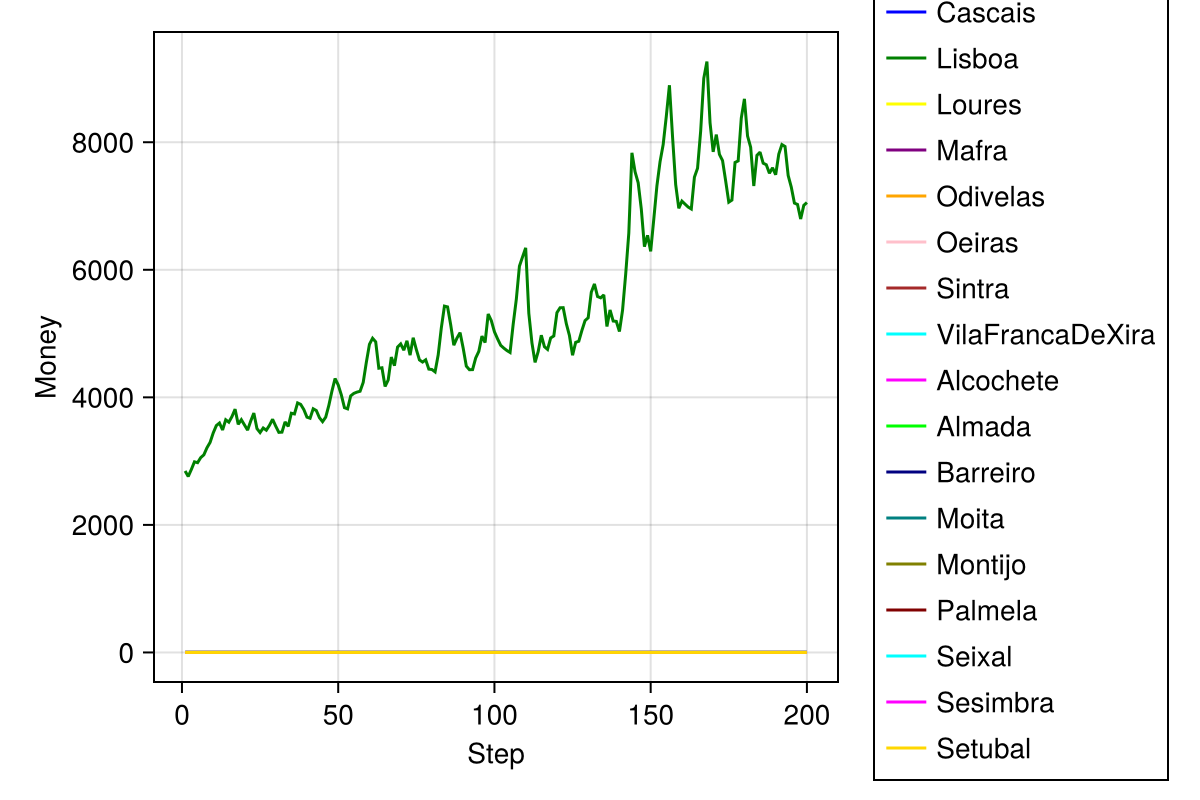 Money
8000
6000
4000
2000
0
0 50 100 150 200
Step
Cascais
Lisboa
Loures
Mafra
Odivelas
Oeiras
Sintra
VilaFrancaDeXira
Alcochete
Almada
Barreiro
Moita
Montijo
Palmela
Seixal
Sesimbra
Setubal